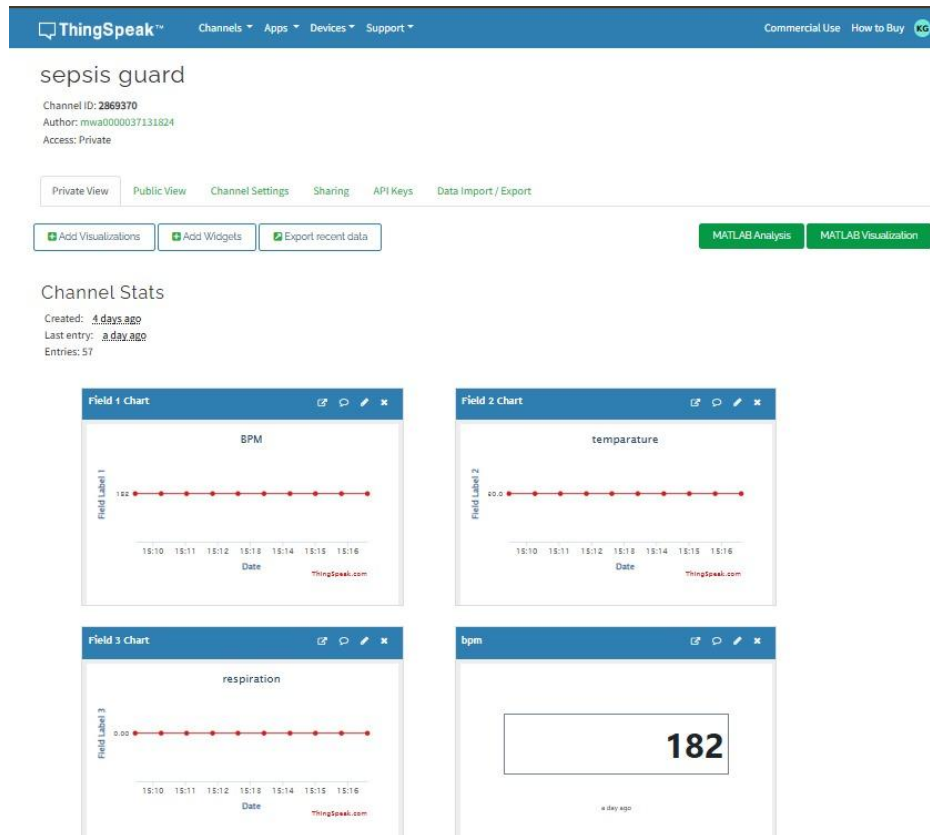 ThingSpeak™ Channels Apps Devices Support Commercial Use How to Buy KG
sepsis guard
Channel ID: 2869370
Author: mwa0000037131824
Access: Private
Private View Public View Channel Settings Sharing API Keys Data Import / Export
Add Visualizations Add Widgets Export recent data MATLAB Analysis MATLAB Visualization
Channel Stats
Created: 4 days ago
Last entry: a day ago
Entries: 57
Field 1 Chart
BPM
Field Label 1
182
15:10 15:11 15:12 15:13 15:14 15:15 15:16
Date
ThingSpeak.com
Field 2 Chart
temparature
Field Label 2
15:10 15:11 15:12 15:13 15:14 15:15 15:16
Date
ThingSpeak.com
Field 3 Chart
respiration
Field Label 3
0.00
15:10 15:11 15:12 15:13 15:14 15:15 15:16
Date
ThingSpeak.com
bpm
182
a day ago